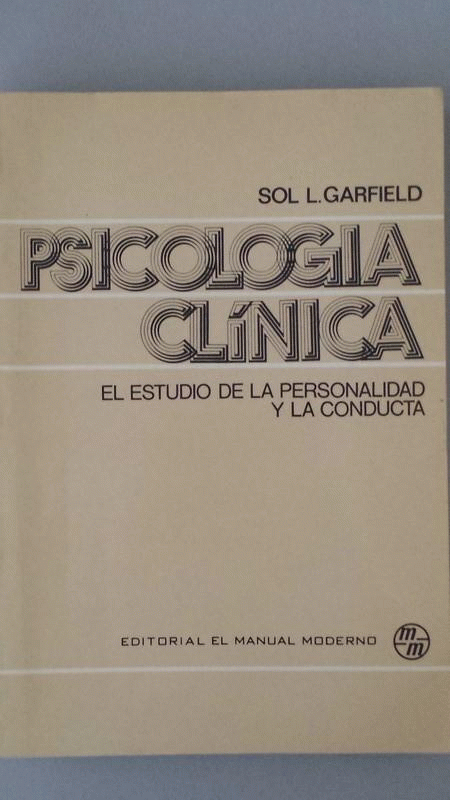 SOL L. GARFIELD
PSICOLOGIA
CLíNICA
EL ESTUDIO DE LA PERSONALIDAD
Y LA CONDUCTA
EDITORIAL EL MANUAL MODERNO
m
m